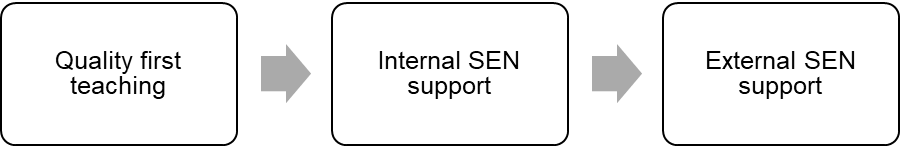 Quality first
teaching
Internal SEN
support
External SEN
support